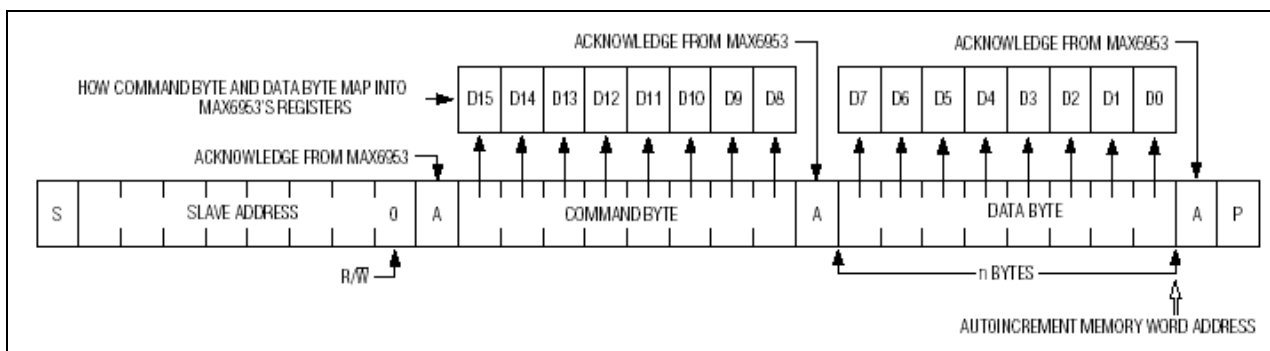 ACKNOWLEDGE FROM MAX6953
ACKNOWLEDGE FROM MAX6953
HOW COMMAND BYTE AND DATA BYTE MAP INTO
MAX6953'S REGISTERS
D15 D14 D13 D12 D11 D10 D9 D8
D7 D6 D5 D4 D3 D2 D1 D0
ACKNOWLEDGE FROM MAX6953
S SLAVE ADDRESS 0 A COMMAND BYTE A DATA BYTE A P
R/W̅
n BYTES
AUTOINCREMENT MEMORY WORD ADDRESS